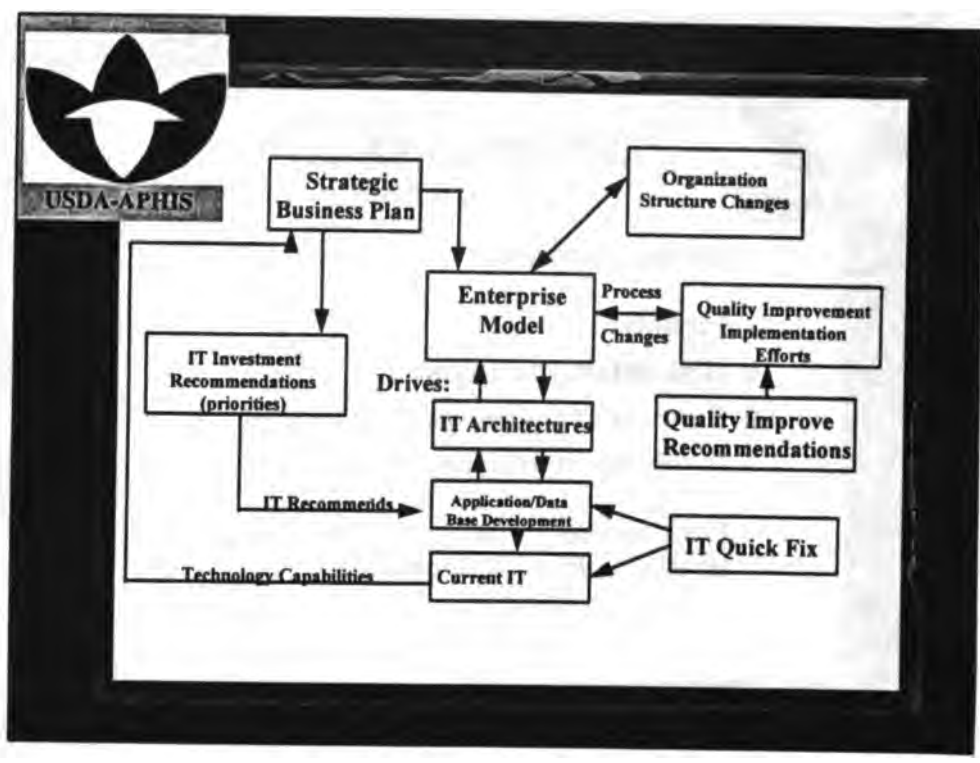 USDA-APHIS
Strategic
Business Plan
Organization
Structure Changes
Enterprise
Model
Process
Changes
Quality Improvement
Implementation
Efforts
IT Investment
Recommendations
(priorities)
Drives:
IT Architectures
Quality Improve
Recommendations
IT Recommends
Application/Data
Base Development
IT Quick Fix
Technology Capabilities
Current IT